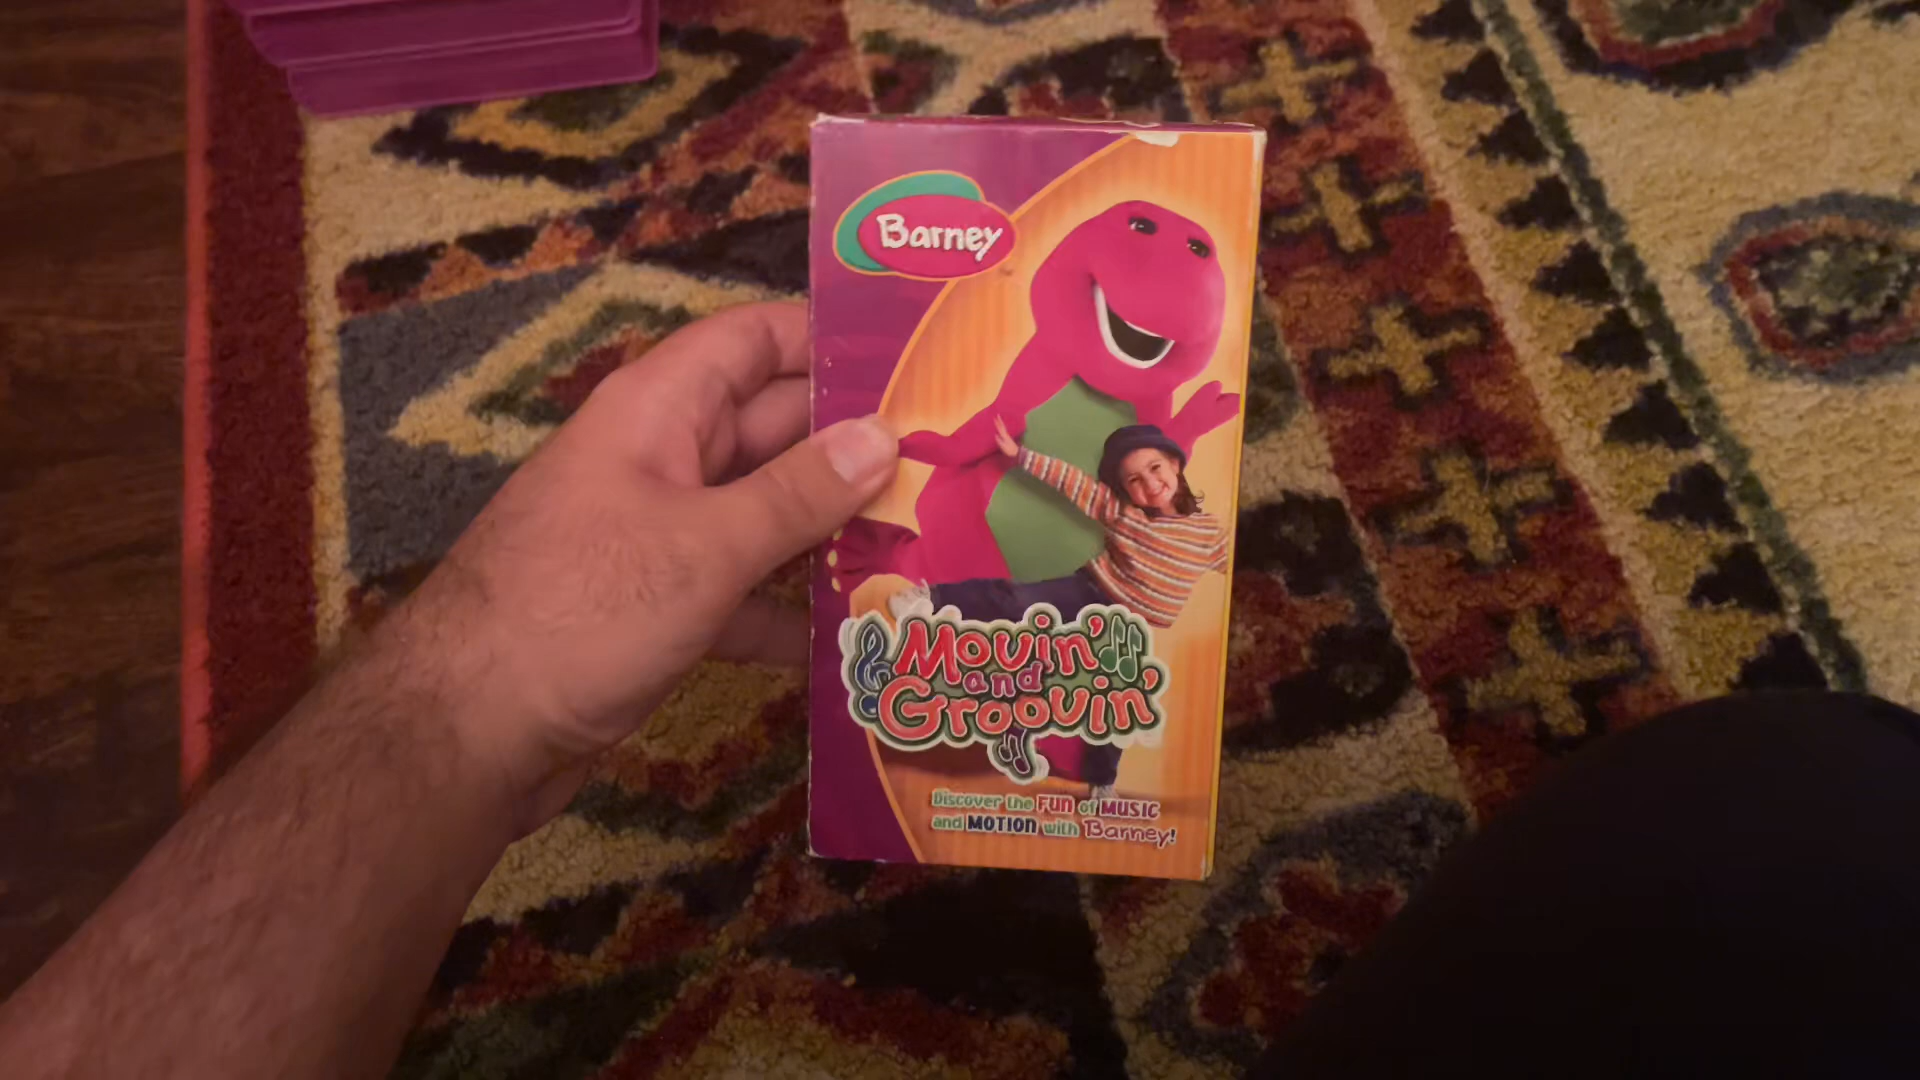 Barney
Movin'
and
Groovin'
Discover the FUN of MUSIC
and MOTION with Barney!